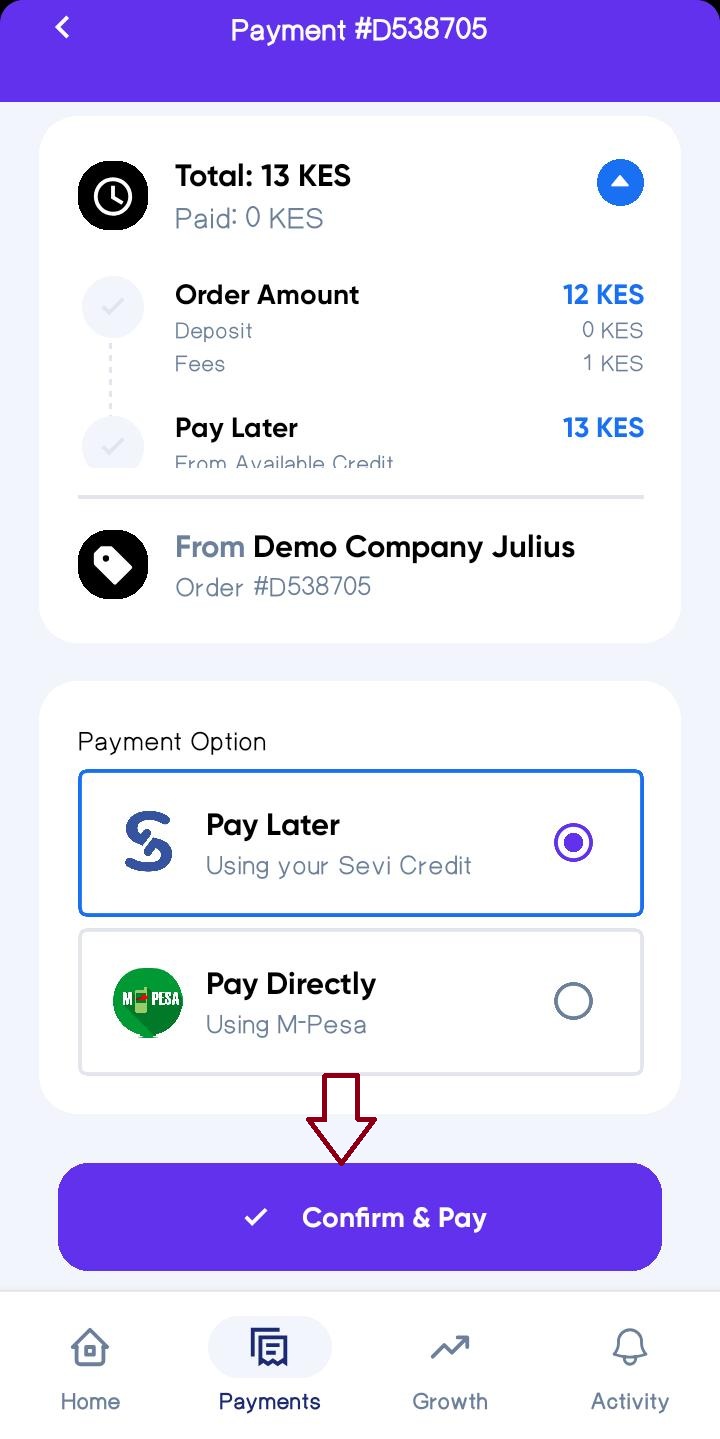 Payment #D538705
Total: 13 KES
Paid: 0 KES
Order Amount 12 KES
Deposit 0 KES
Fees 1 KES
Pay Later 13 KES
From Available Credit
From Demo Company Julius
Order #D538705
Payment Option
Pay Later
Using your Sevi Credit
M PESA
Pay Directly
Using M-Pesa
Confirm & Pay
Home Payments Growth Activity